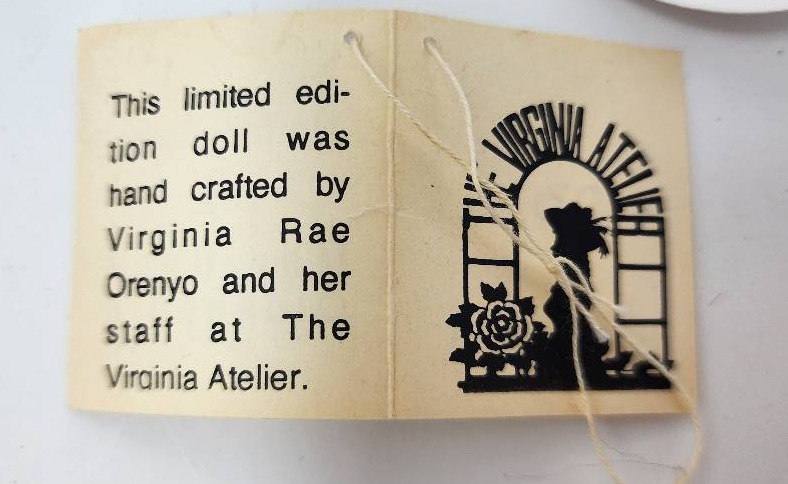 This limited edi-
tion doll was
hand crafted by
Virginia Rae
Orenyo and her
staff at The
Virginia Atelier.
THE VIRGINIA ATELIER